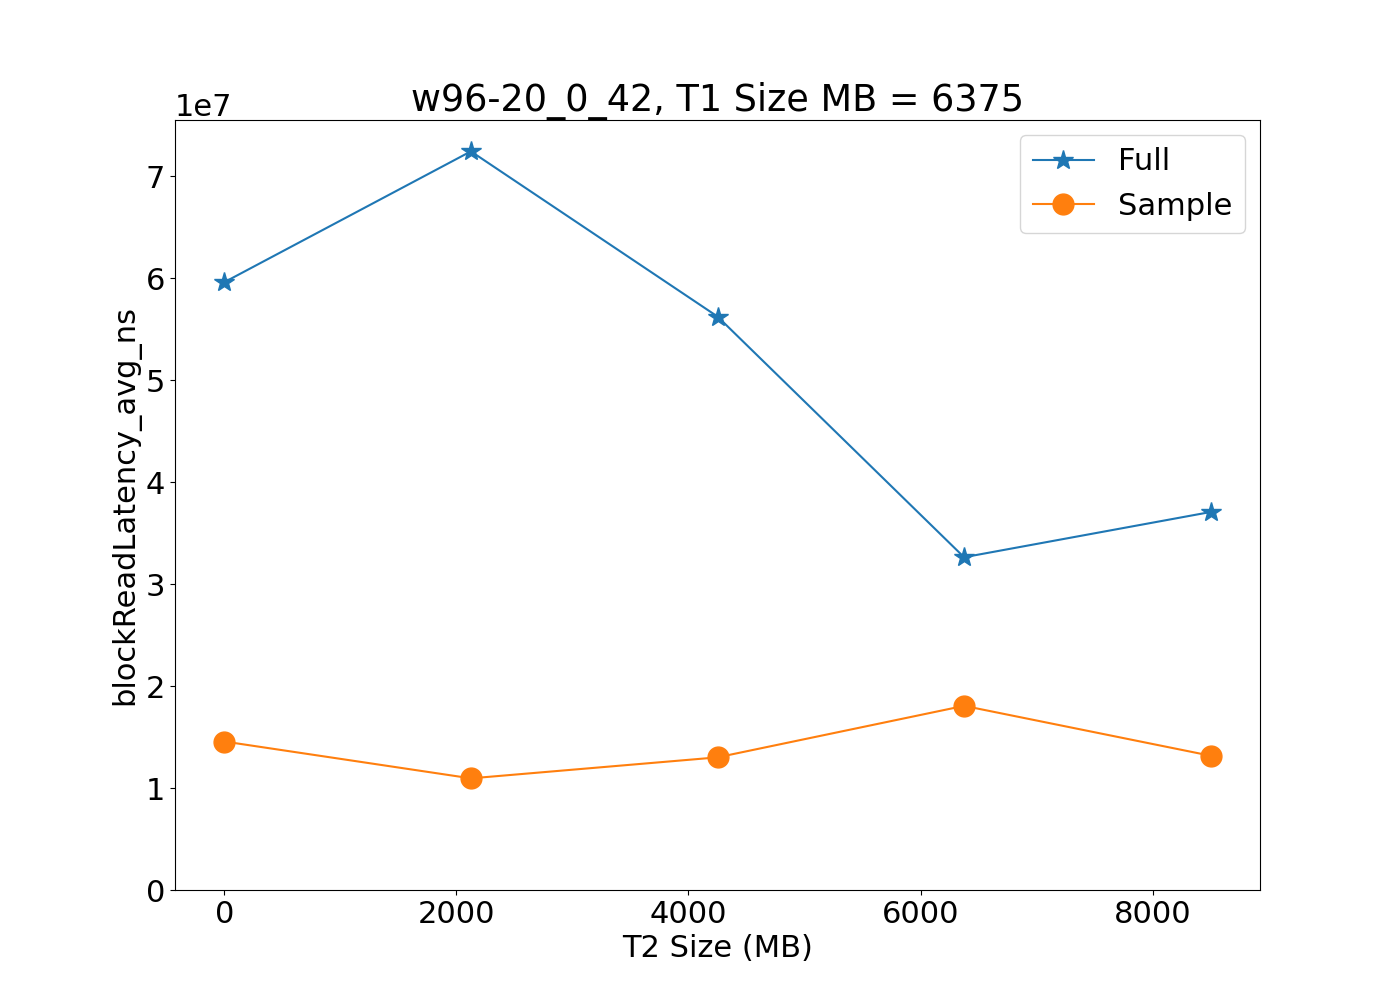 w96-20_0_42, T1 Size MB = 6375
1e7
Full
Sample
7
6
5
4
3
2
1
0
blockReadLatency_avg_ns
0 2000 4000 6000 8000
T2 Size (MB)